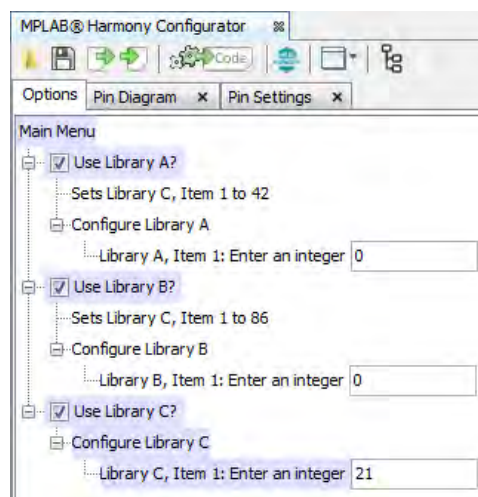 MPLAB® Harmony Configurator
Code
Options Pin Diagram x Pin Settings x
Main Menu
Use Library A?
Sets Library C, Item 1 to 42
Configure Library A
Library A, Item 1: Enter an integer 0
Use Library B?
Sets Library C, Item 1 to 86
Configure Library B
Library B, Item 1: Enter an integer 0
Use Library C?
Configure Library C
Library C, Item 1: Enter an integer 21